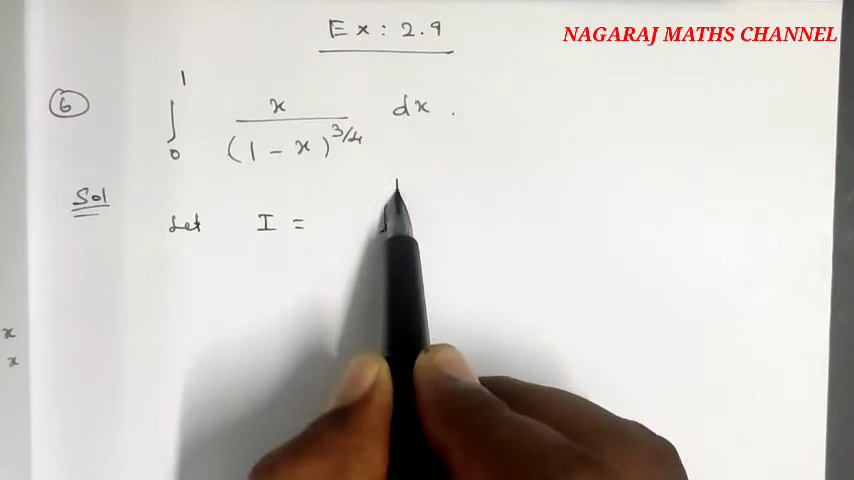 Ex: 2.9
NAGARAJ MATHS CHANNEL
6 ∫₀¹ x/(1 - x)^3/4 dx.
Sol
Let I =
x
x